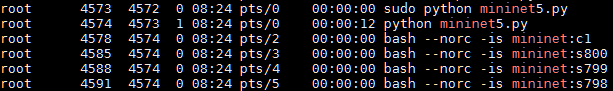 root 4573 4572 0 08:24 pts/0 00:00:00 sudo python mininet5.py
root 4574 4573 1 08:24 pts/0 00:00:12 python mininet5.py
root 4578 4574 0 08:24 pts/2 00:00:00 bash --norc -is mininet:c1
root 4585 4574 0 08:24 pts/3 00:00:00 bash --norc -is mininet:s800
root 4588 4574 0 08:24 pts/4 00:00:00 bash --norc -is mininet:s799
root 4591 4574 0 08:24 pts/5 00:00:00 bash --norc -is mininet:s798